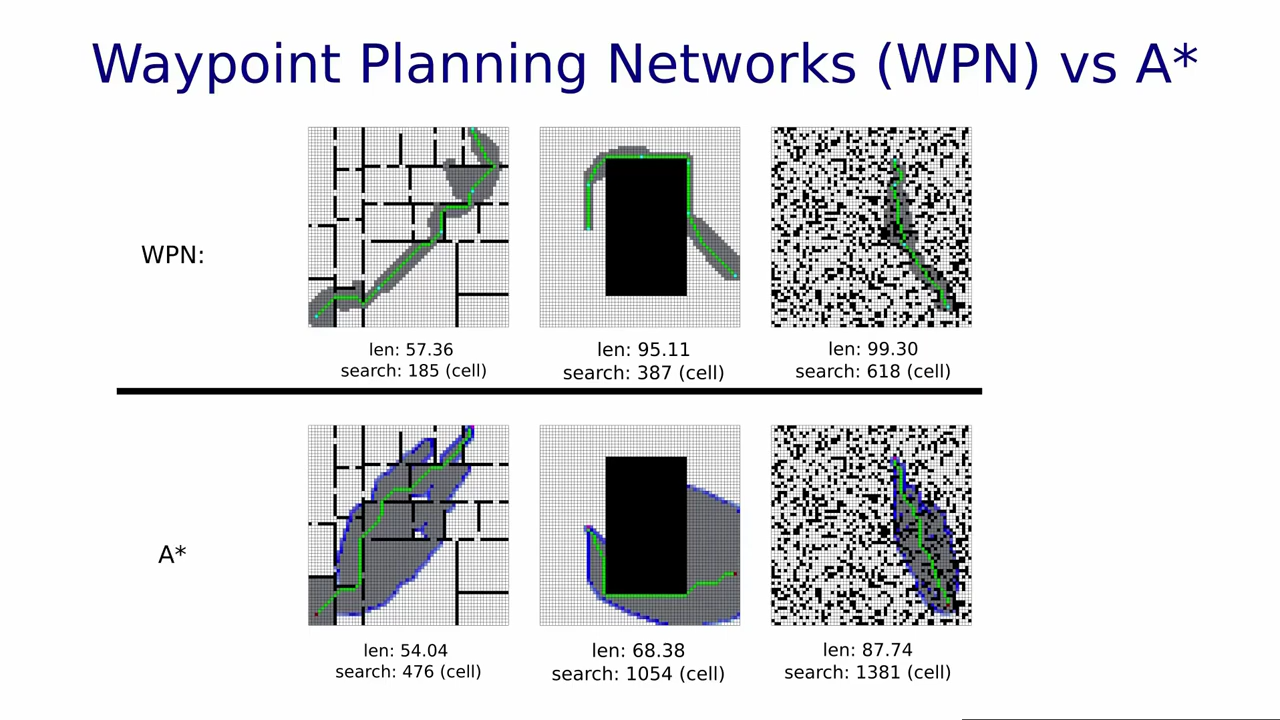 Waypoint Planning Networks (WPN) vs A*
WPN:
len: 57.36
search: 185 (cell)
len: 95.11
search: 387 (cell)
len: 99.30
search: 618 (cell)
A*
len: 54.04
search: 476 (cell)
len: 68.38
search: 1054 (cell)
len: 87.74
search: 1381 (cell)